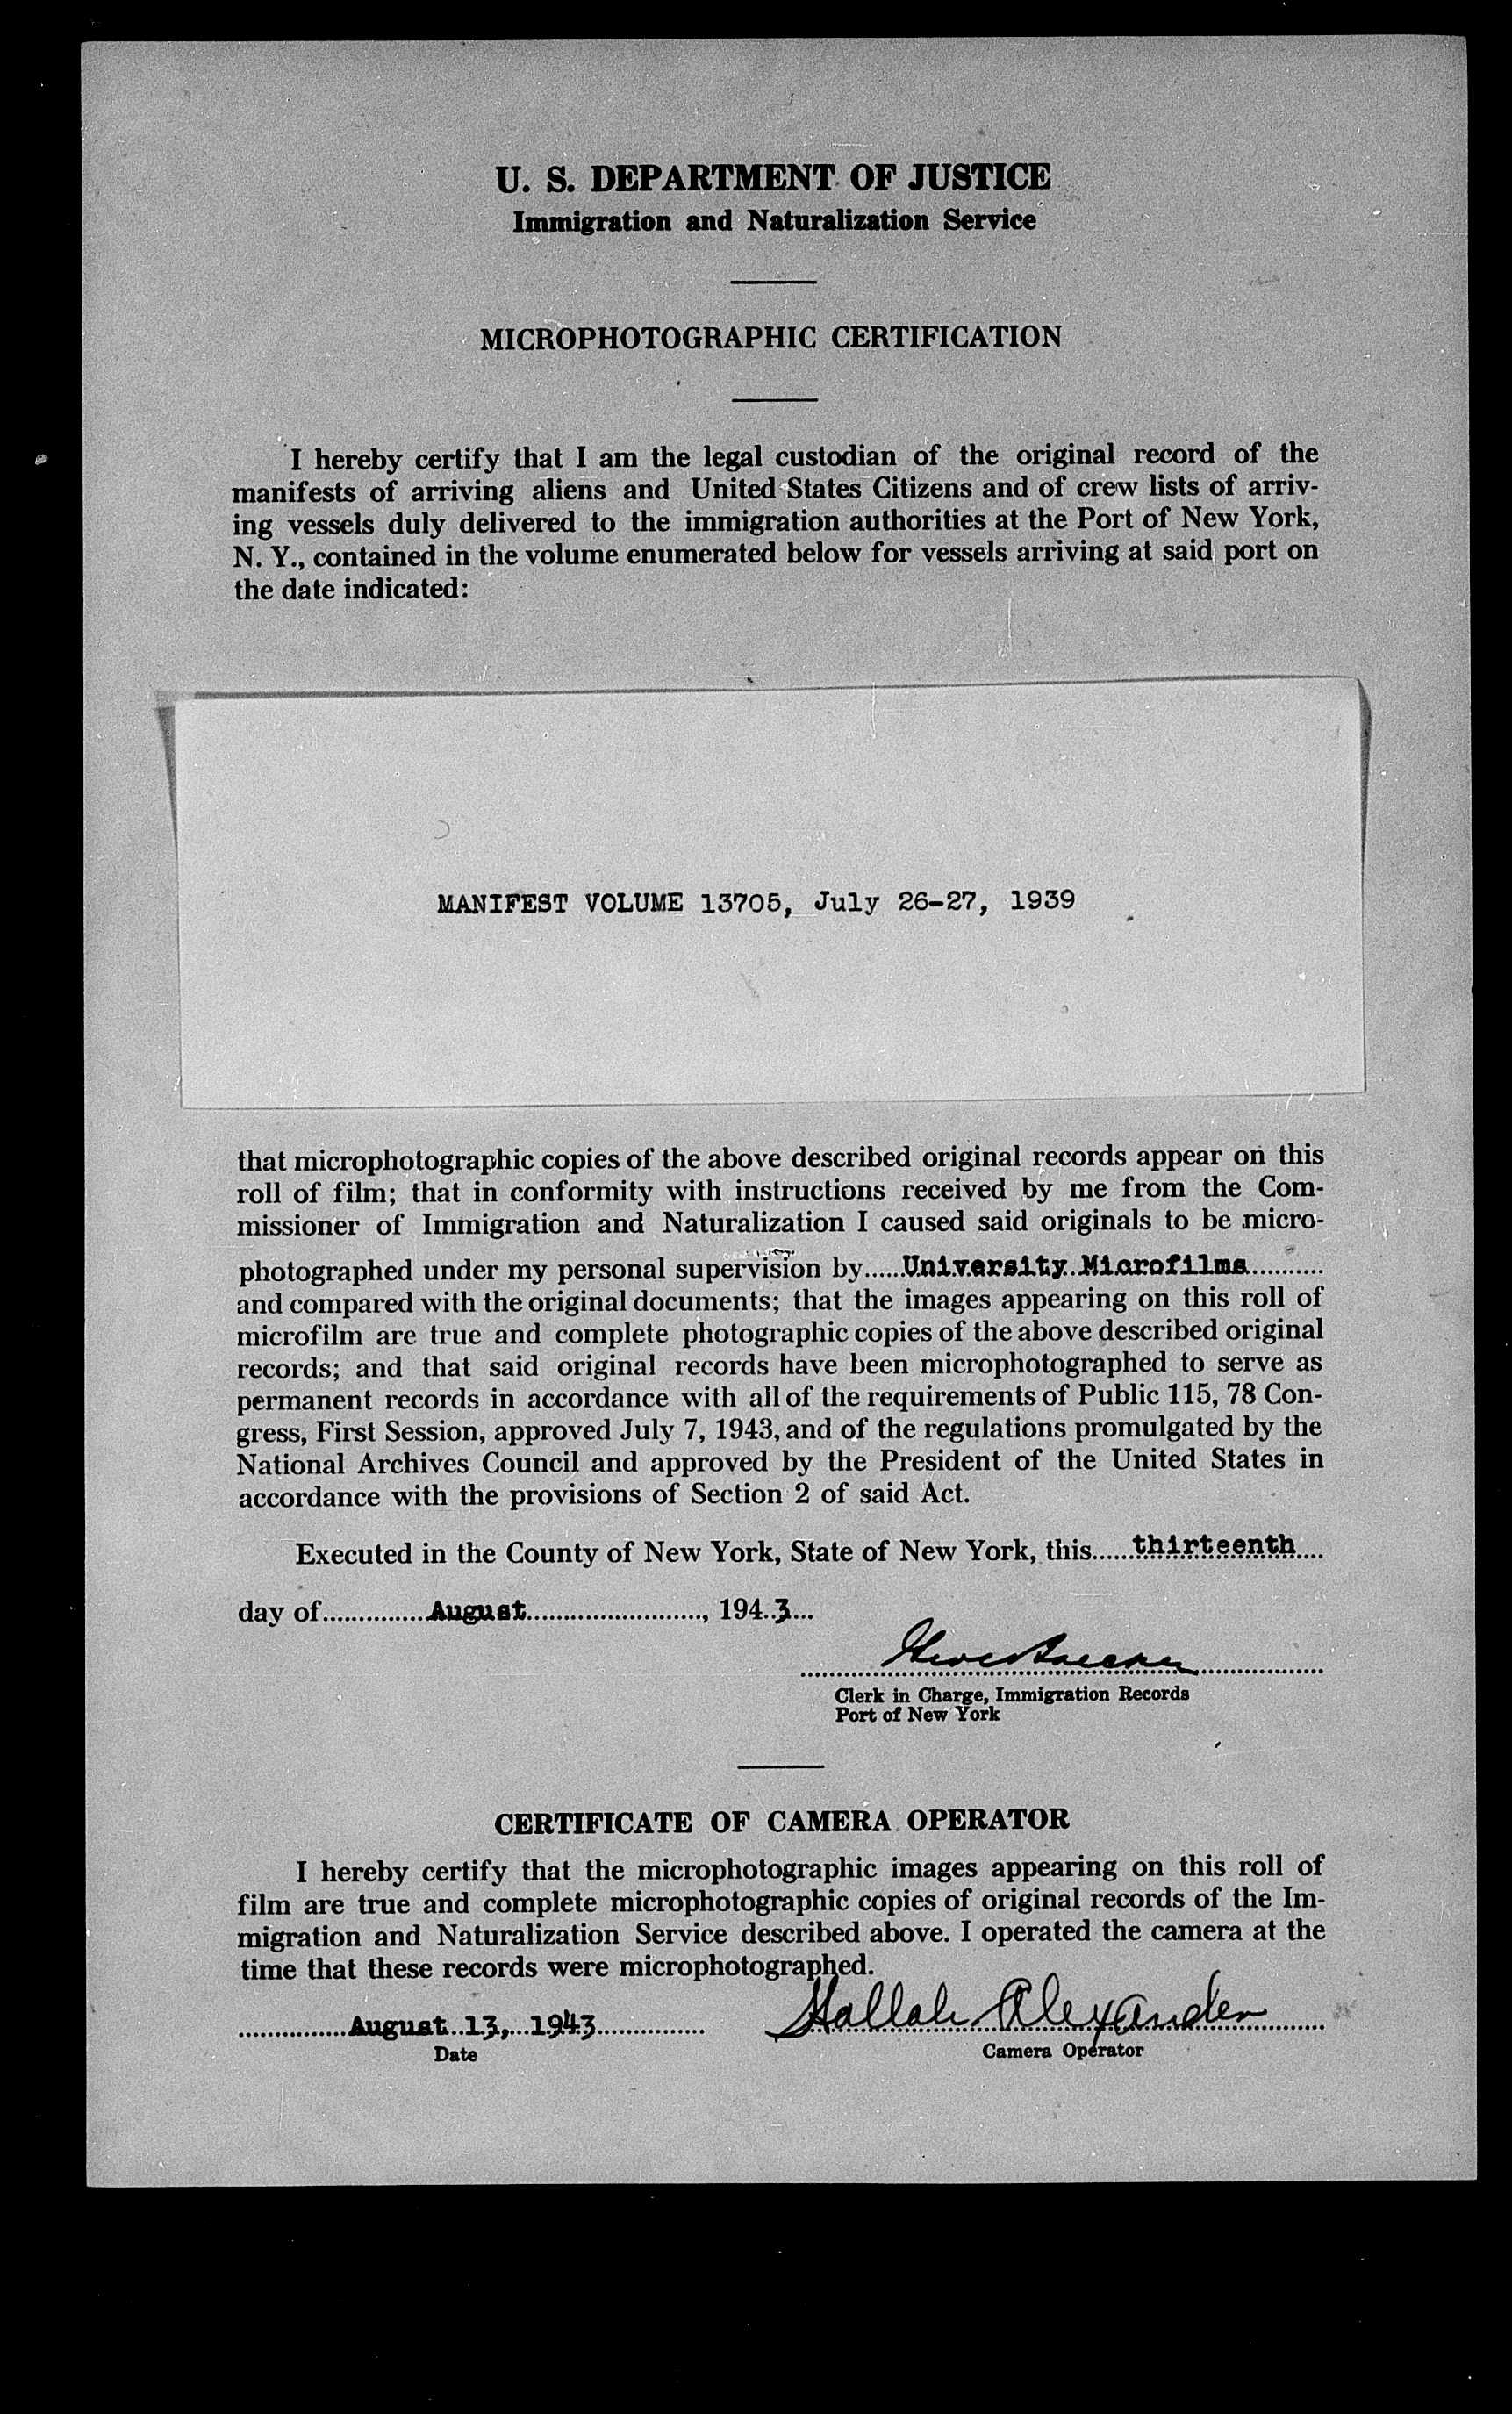 U. S. DEPARTMENT OF JUSTICE
Immigration and Naturalization Service
MICROPHOTOGRAPHIC CERTIFICATION
I hereby certify that I am the legal custodian of the original record of the
manifests of arriving aliens and United States Citizens and of crew lists of arriv-
ing vessels duly delivered to the immigration authorities at the Port of New York,
N. Y., contained in the volume enumerated below for vessels arriving at said port on
the date indicated:
MANIFEST VOLUME 13705, July 26-27, 1939
that microphotographic copies of the above described original records appear on this
roll of film; that in conformity with instructions received by me from the Com-
missioner of Immigration and Naturalization I caused said originals to be micro-
photographed under my personal supervision by......University Microfilms..........
and compared with the original documents; that the images appearing on this roll of
microfilm are true and complete photographic copies of the above described original
records; and that said original records have been microphotographed to serve as
permanent records in accordance with all of the requirements of Public 115, 78 Con-
gress, First Session, approved July 7, 1943, and of the regulations promulgated by the
National Archives Council and approved by the President of the United States in
accordance with the provisions of Section 2 of said Act.
Executed in the County of New York, State of New York, this......thirteenth....
day of...............August........................., 194..3...
Clerk in Charge, Immigration Records
Port of New York
CERTIFICATE OF CAMERA OPERATOR
I hereby certify that the microphotographic images appearing on this roll of
film are true and complete microphotographic copies of original records of the Im-
migration and Naturalization Service described above. I operated the camera at the
time that these records were microphotographed.
................August 13, 1943............... Hallah Alexander
Date Camera Operator